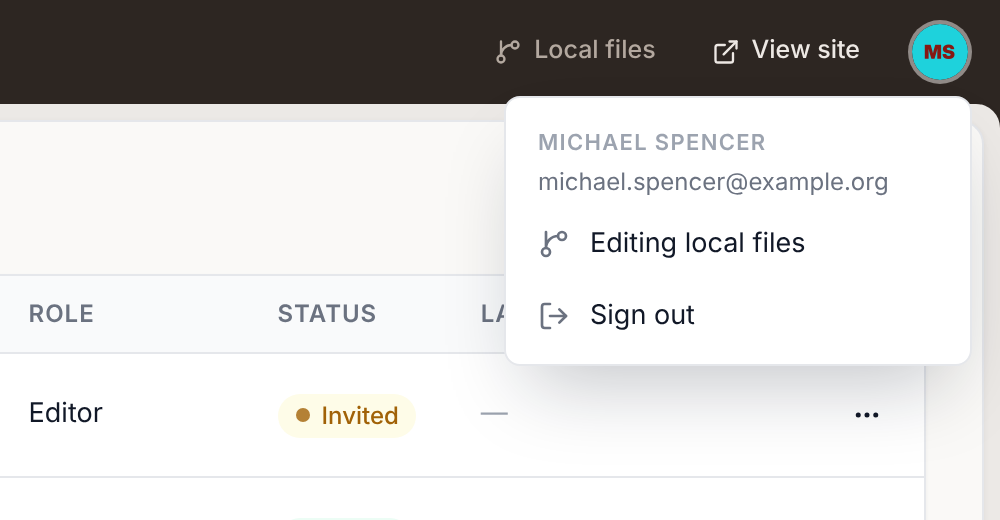 Local files
View site
MS
MICHAEL SPENCER
michael.spencer@example.org
Editing local files
Sign out
ROLE
STATUS
Editor
Invited
—